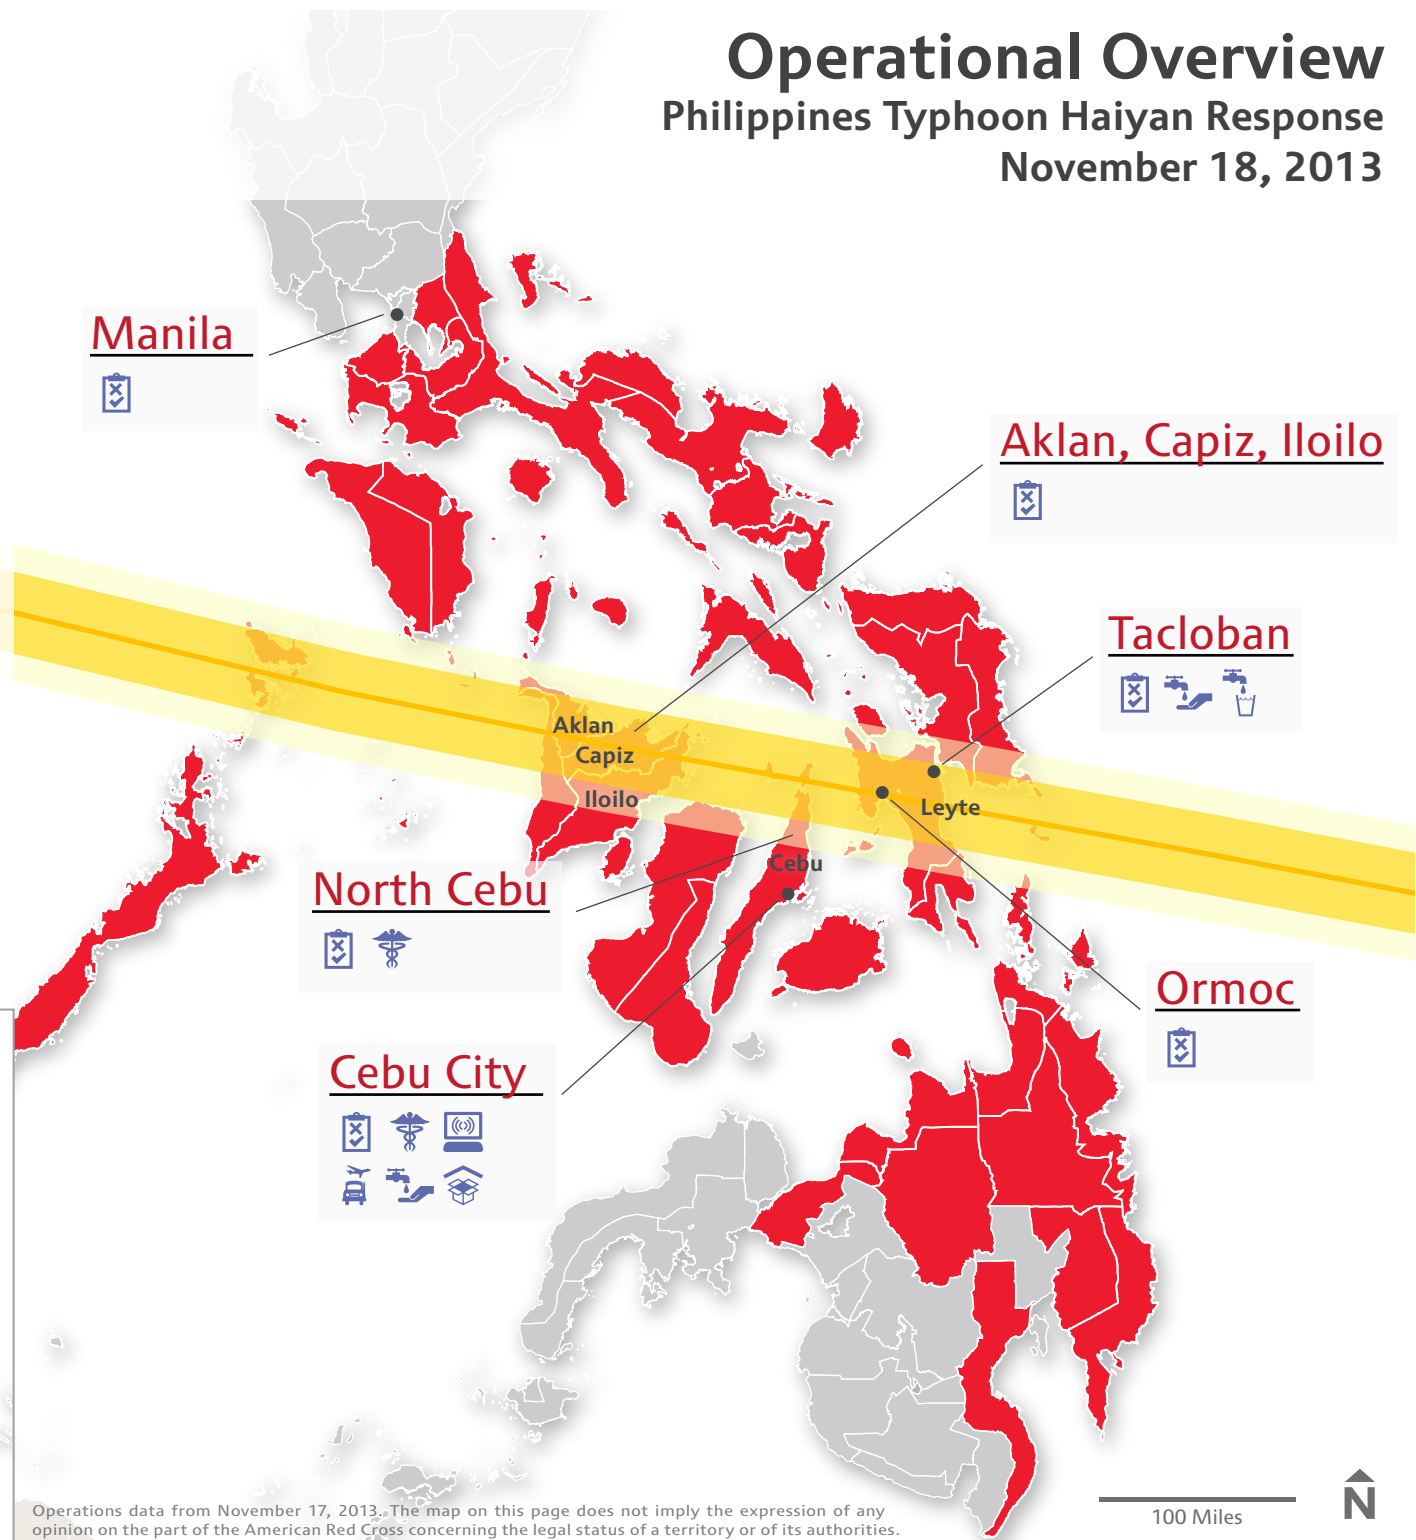 Operational Overview
Philippines Typhoon Haiyan Response
November 18, 2013
Manila
Aklan, Capiz, Iloilo
Tacloban
Aklan
Capiz
Iloilo
Leyte
Cebu
North Cebu
Ormoc
Cebu City
Operations data from November 17, 2013. The map on this page does not imply the expression of any
opinion on the part of the American Red Cross concerning the legal status of a territory or of its authorities.
100 Miles
N